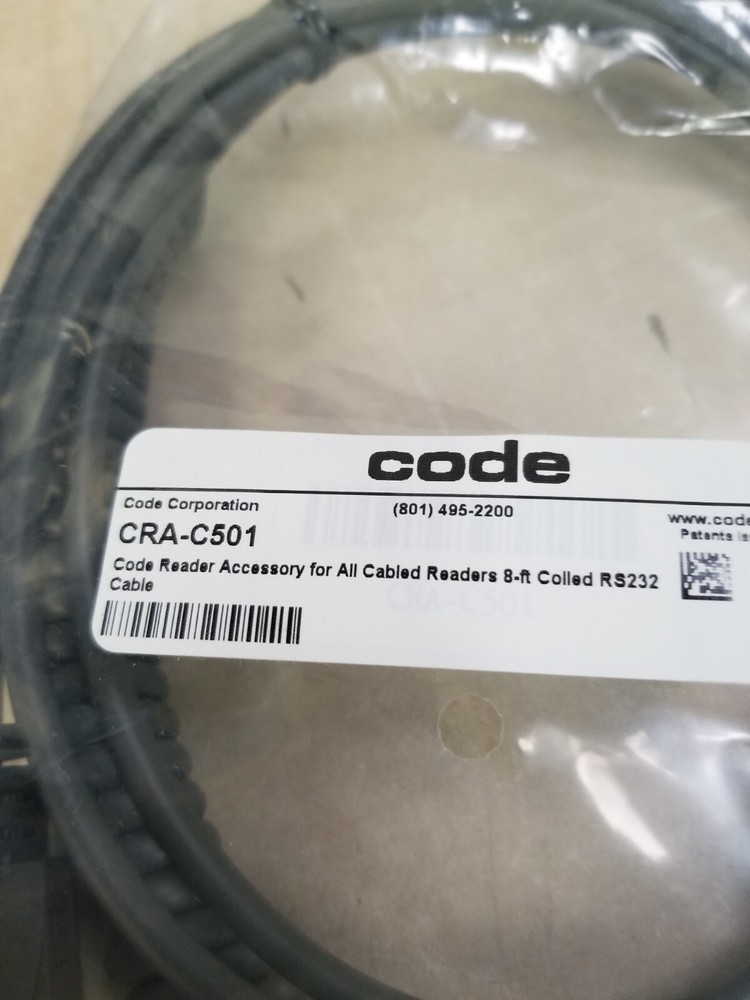 code
Code Corporation (801) 495-2200 www.code
CRA-C501 Patents is
Code Reader Accessory for All Cabled Readers 8-ft Coiled RS232
Cable
CRA-C501